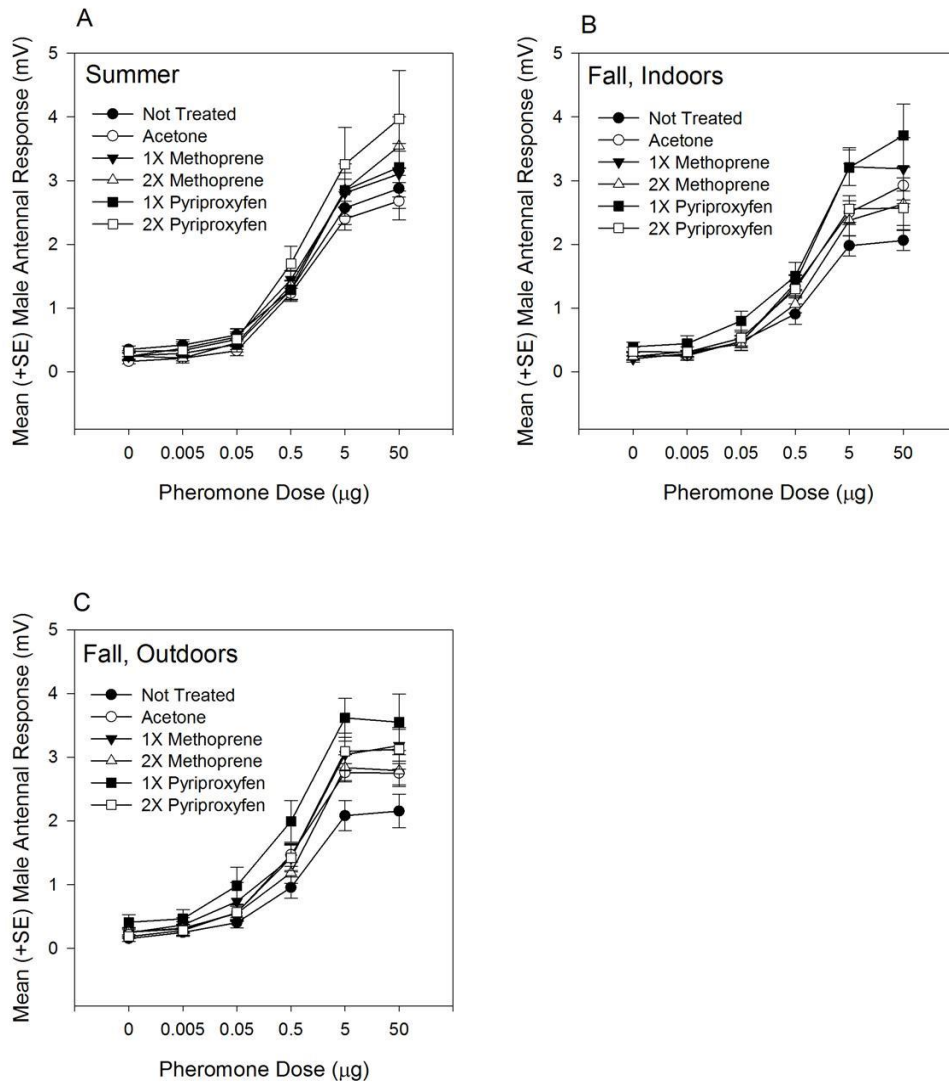 A
Mean (+SE) Male Antennal Response (mV)
5
4
3
2
1
0
Summer
Not Treated
Acetone
1X Methoprene
2X Methoprene
1X Pyriproxyfen
2X Pyriproxyfen
0 0.005 0.05 0.5 5 50
Pheromone Dose (μg)
B
Mean (+SE) Male Antennal Response (mV)
5
4
3
2
1
0
Fall, Indoors
Not Treated
Acetone
1X Methoprene
2X Methoprene
1X Pyriproxyfen
2X Pyriproxyfen
0 0.005 0.05 0.5 5 50
Pheromone Dose (μg)
C
Mean (+SE) Male Antennal Response (mV)
5
4
3
2
1
0
Fall, Outdoors
Not Treated
Acetone
1X Methoprene
2X Methoprene
1X Pyriproxyfen
2X Pyriproxyfen
0 0.005 0.05 0.5 5 50
Pheromone Dose (μg)